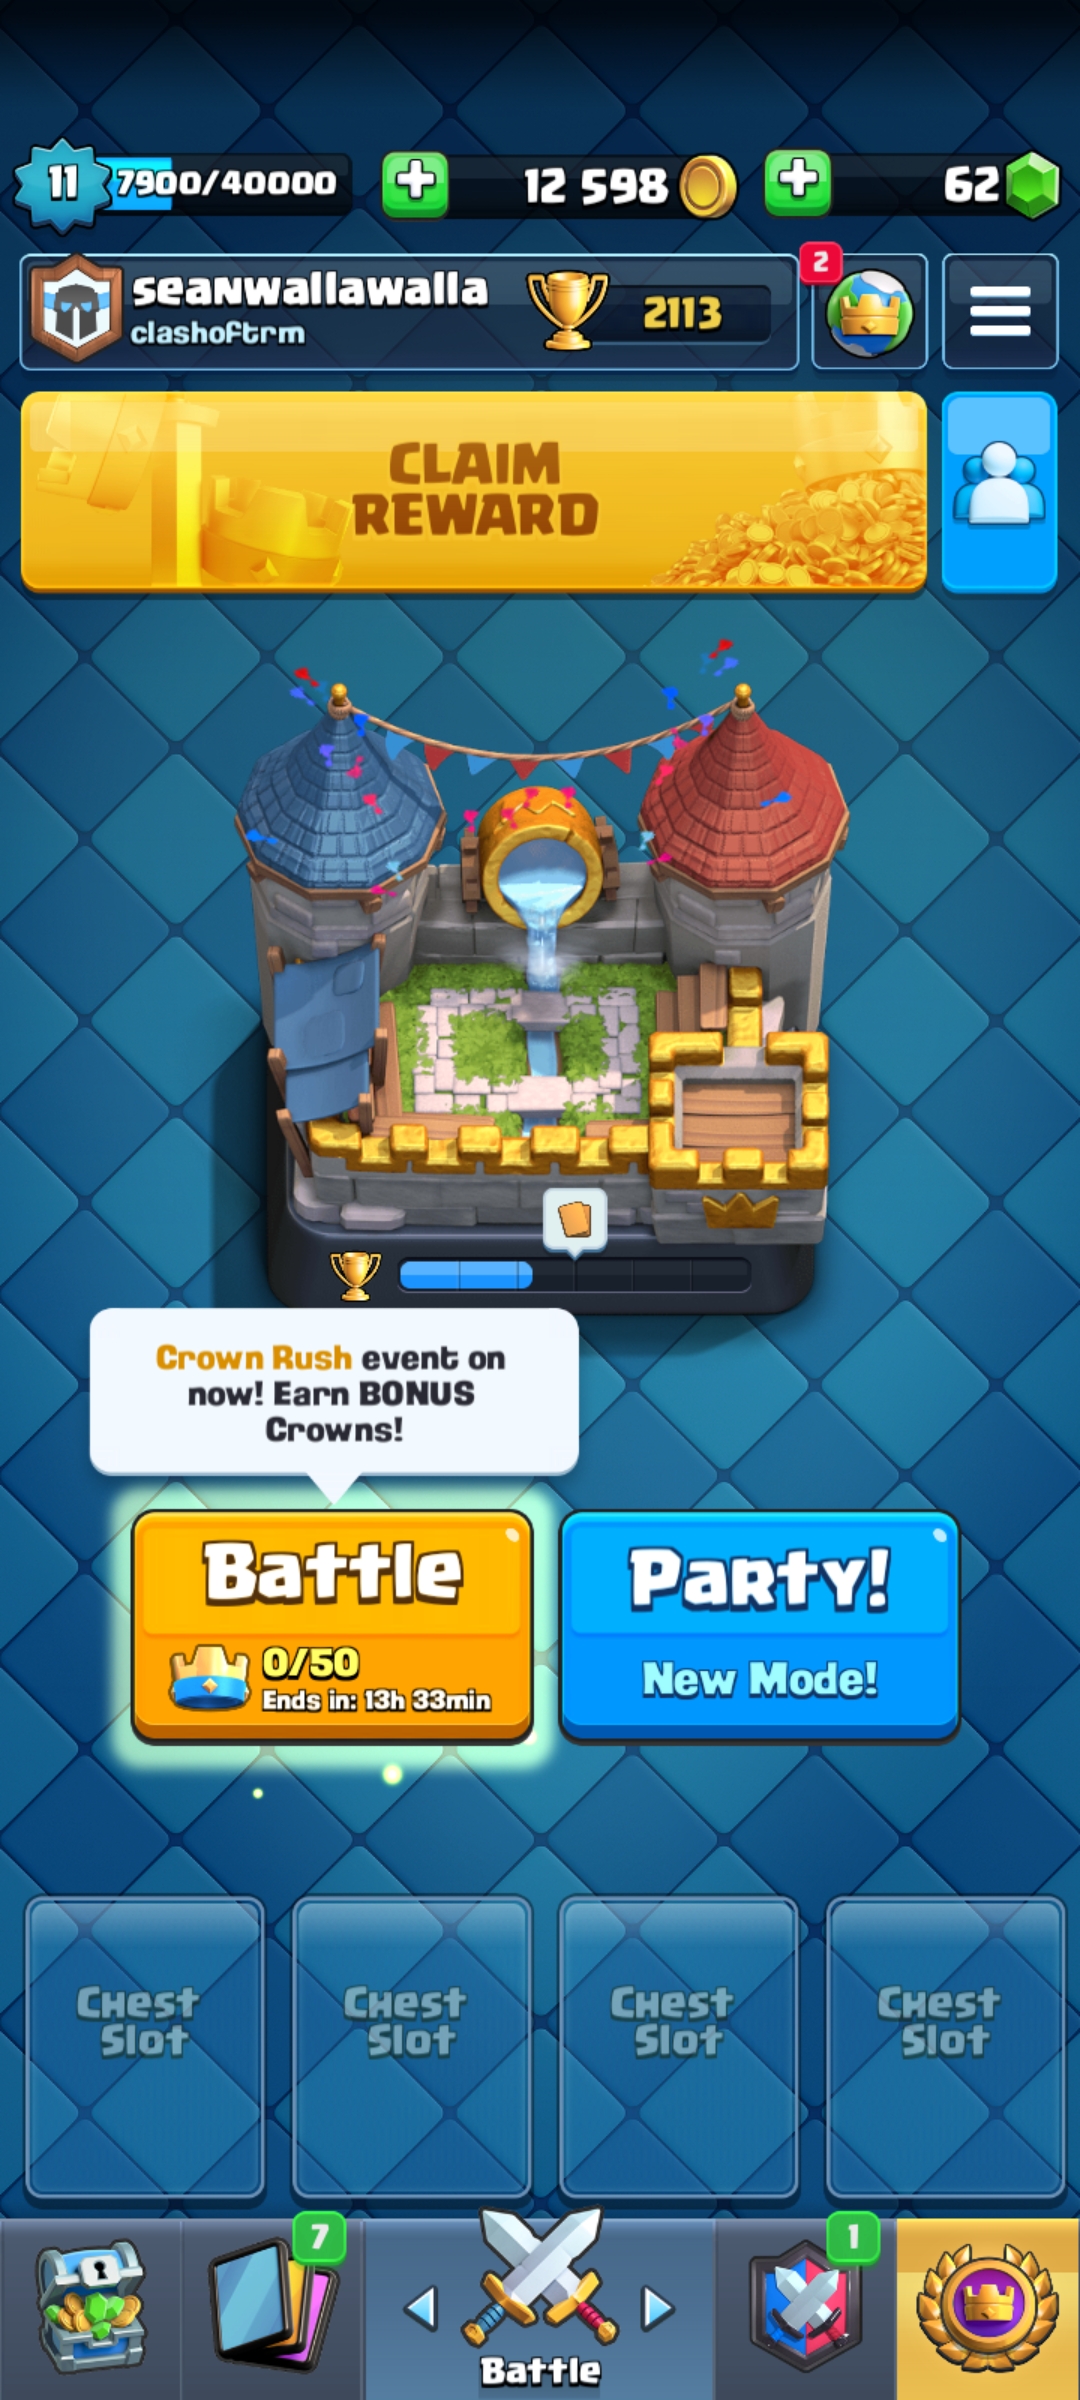 11
7900/40000
12 598
62
seanwallawalla
2113
2
clashoftrm
CLAIM
REWARD
Crown Rush event on
now! Earn BONUS
Crowns!
Battle
0/50
Ends in: 13h 33min
Party!
New Mode!
Chest
Slot
Chest
Slot
Chest
Slot
Chest
Slot
7
1
Battle